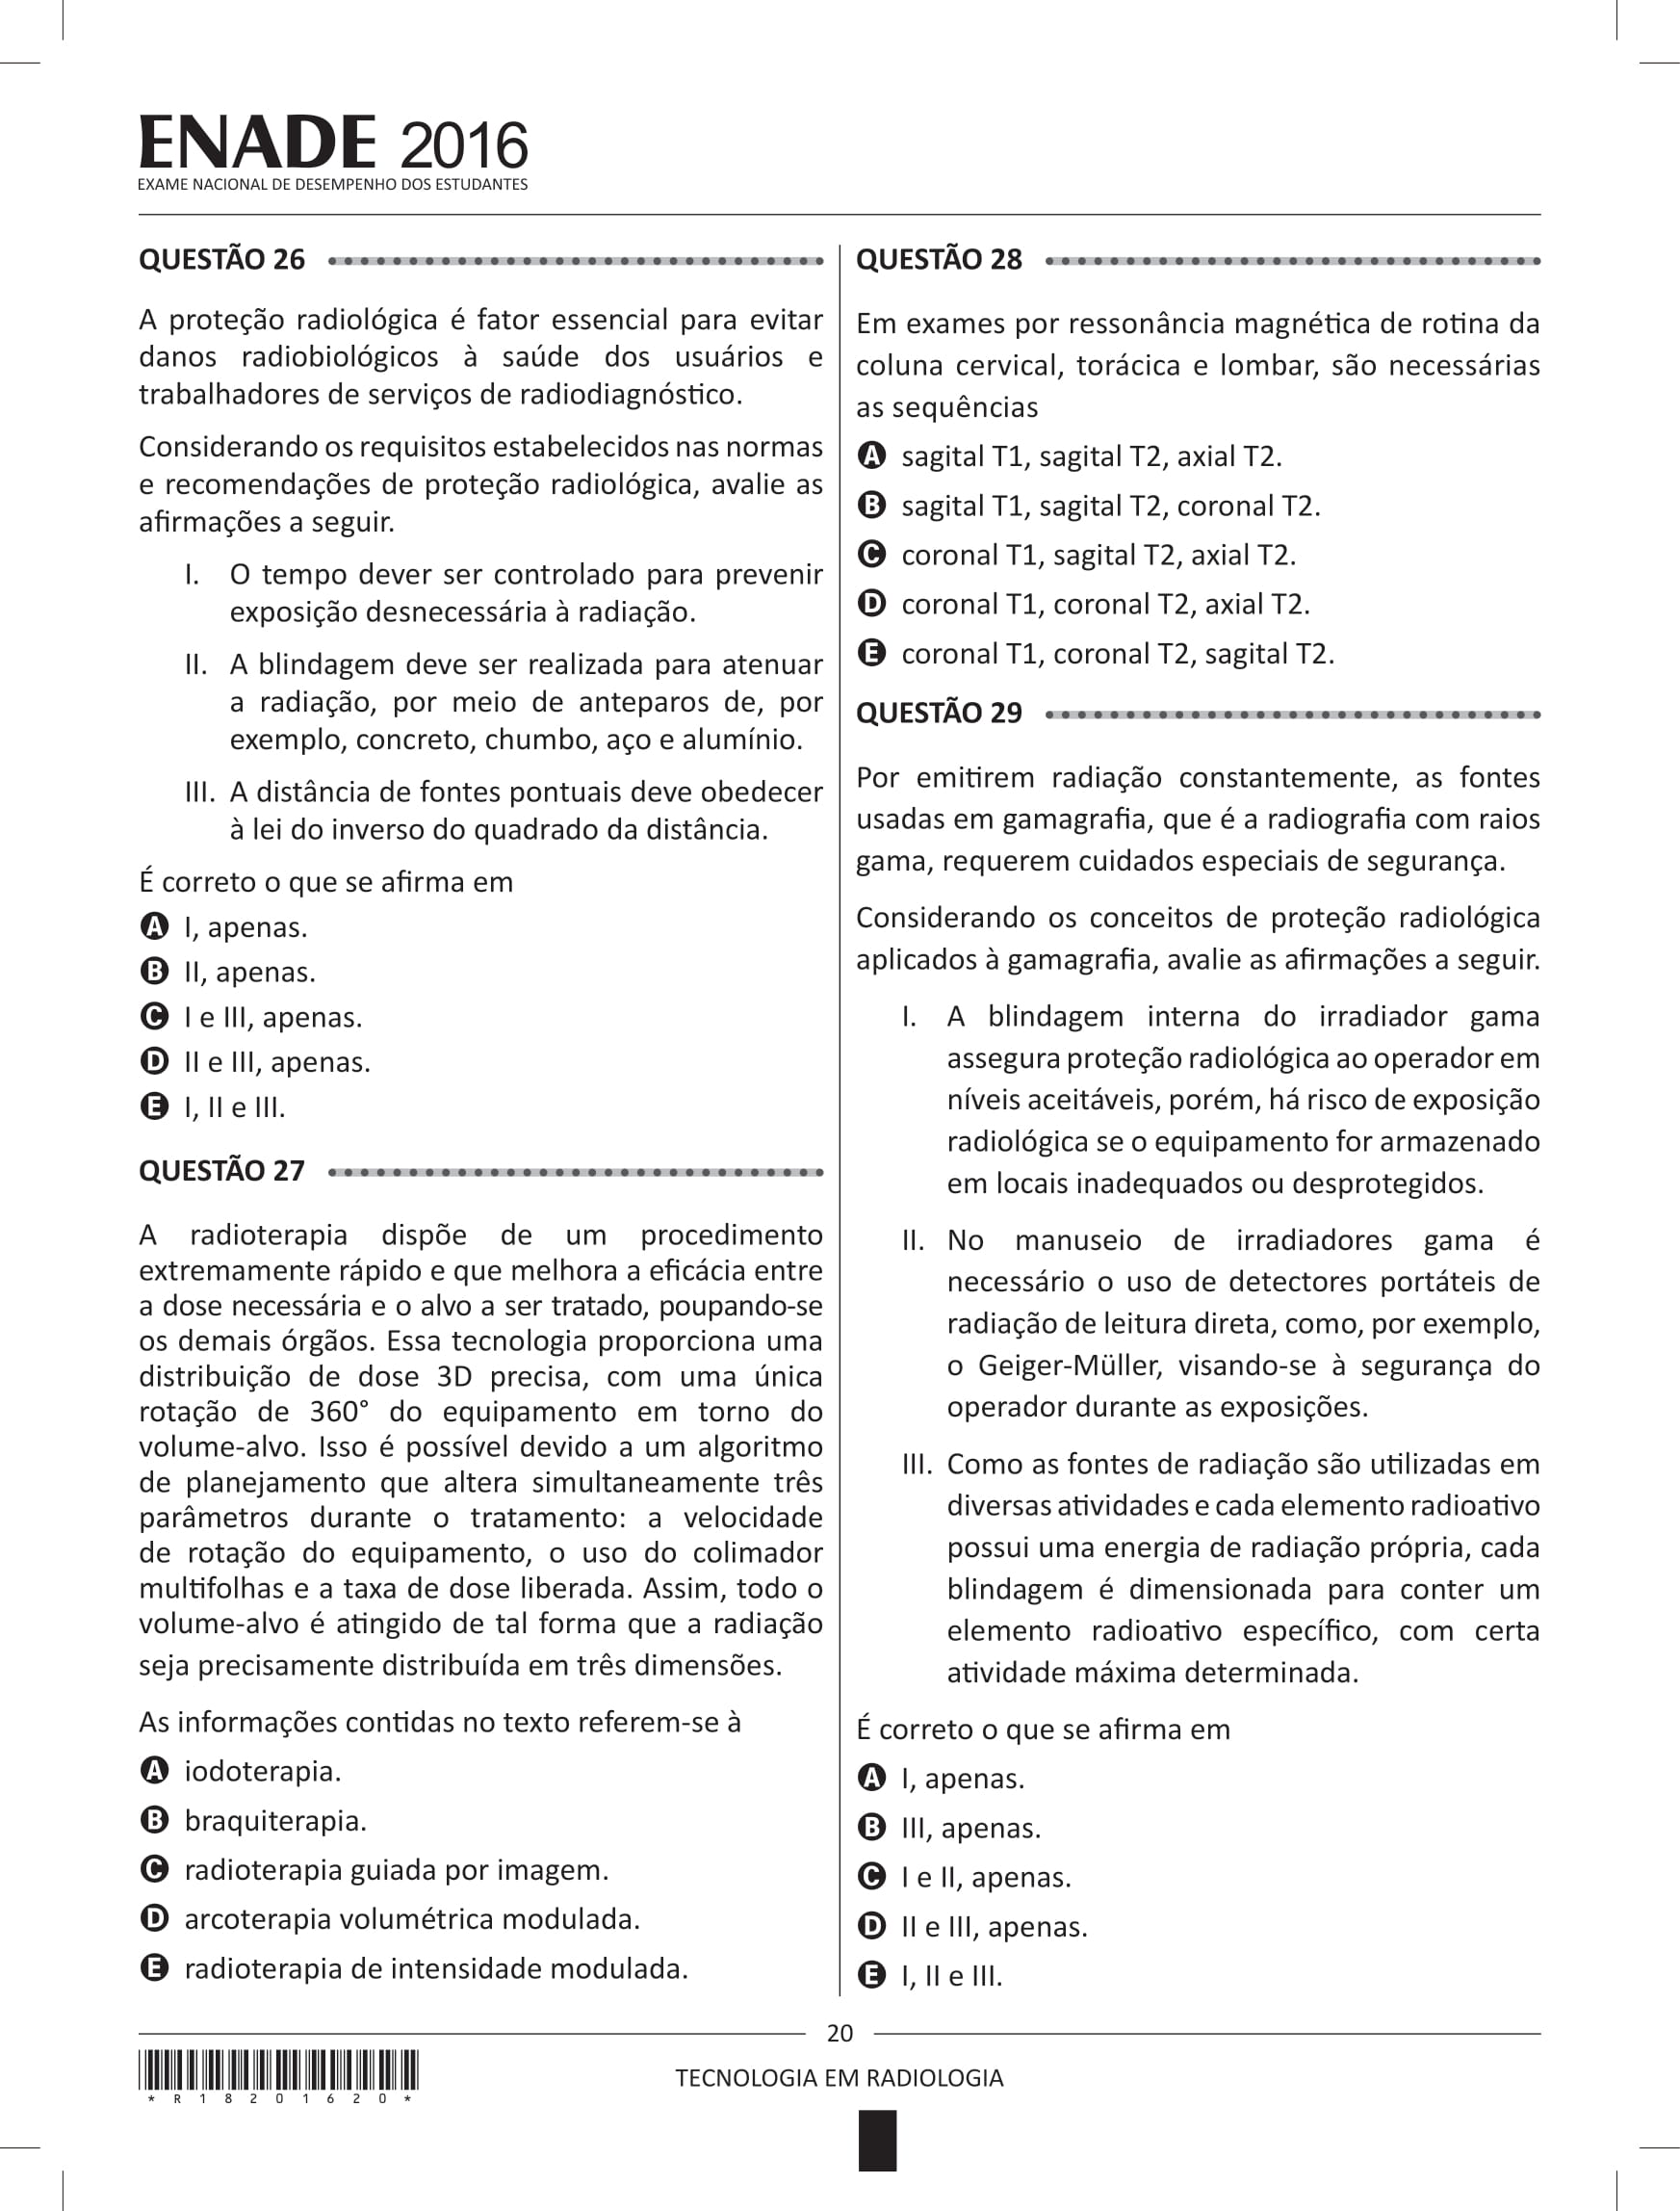 ENADE 2016
EXAME NACIONAL DE DESEMPENHO DOS ESTUDANTES
QUESTÃO 26
A proteção radiológica é fator essencial para evitar
danos radiobiológicos à saúde dos usuários e
trabalhadores de serviços de radiodiagnóstico.
Considerando os requisitos estabelecidos nas normas
e recomendações de proteção radiológica, avalie as
afirmações a seguir.
I. O tempo dever ser controlado para prevenir
exposição desnecessária à radiação.
II. A blindagem deve ser realizada para atenuar
a radiação, por meio de anteparos de, por
exemplo, concreto, chumbo, aço e alumínio.
III. A distância de fontes pontuais deve obedecer
à lei do inverso do quadrado da distância.
É correto o que se afirma em
A I, apenas.
B II, apenas.
C I e III, apenas.
D II e III, apenas.
E I, II e III.
QUESTÃO 27
A radioterapia dispõe de um procedimento
extremamente rápido e que melhora a eficácia entre
a dose necessária e o alvo a ser tratado, poupando-se
os demais órgãos. Essa tecnologia proporciona uma
distribuição de dose 3D precisa, com uma única
rotação de 360° do equipamento em torno do
volume-alvo. Isso é possível devido a um algoritmo
de planejamento que altera simultaneamente três
parâmetros durante o tratamento: a velocidade
de rotação do equipamento, o uso do colimador
multifolhas e a taxa de dose liberada. Assim, todo o
volume-alvo é atingido de tal forma que a radiação
seja precisamente distribuída em três dimensões.
As informações contidas no texto referem-se à
A iodoterapia.
B braquiterapia.
C radioterapia guiada por imagem.
D arcoterapia volumétrica modulada.
E radioterapia de intensidade modulada.
QUESTÃO 28
Em exames por ressonância magnética de rotina da
coluna cervical, torácica e lombar, são necessárias
as sequências
A sagital T1, sagital T2, axial T2.
B sagital T1, sagital T2, coronal T2.
C coronal T1, sagital T2, axial T2.
D coronal T1, coronal T2, axial T2.
E coronal T1, coronal T2, sagital T2.
QUESTÃO 29
Por emitirem radiação constantemente, as fontes
usadas em gamagrafia, que é a radiografia com raios
gama, requerem cuidados especiais de segurança.
Considerando os conceitos de proteção radiológica
aplicados à gamagrafia, avalie as afirmações a seguir.
I. A blindagem interna do irradiador gama
assegura proteção radiológica ao operador em
níveis aceitáveis, porém, há risco de exposição
radiológica se o equipamento for armazenado
em locais inadequados ou desprotegidos.
II. No manuseio de irradiadores gama é
necessário o uso de detectores portáteis de
radiação de leitura direta, como, por exemplo,
o Geiger-Müller, visando-se à segurança do
operador durante as exposições.
III. Como as fontes de radiação são utilizadas em
diversas atividades e cada elemento radioativo
possui uma energia de radiação própria, cada
blindagem é dimensionada para conter um
elemento radioativo específico, com certa
atividade máxima determinada.
É correto o que se afirma em
A I, apenas.
B III, apenas.
C I e II, apenas.
D II e III, apenas.
E I, II e III.
20
TECNOLOGIA EM RADIOLOGIA
* R 1 8 2 0 1 6 2 0 *